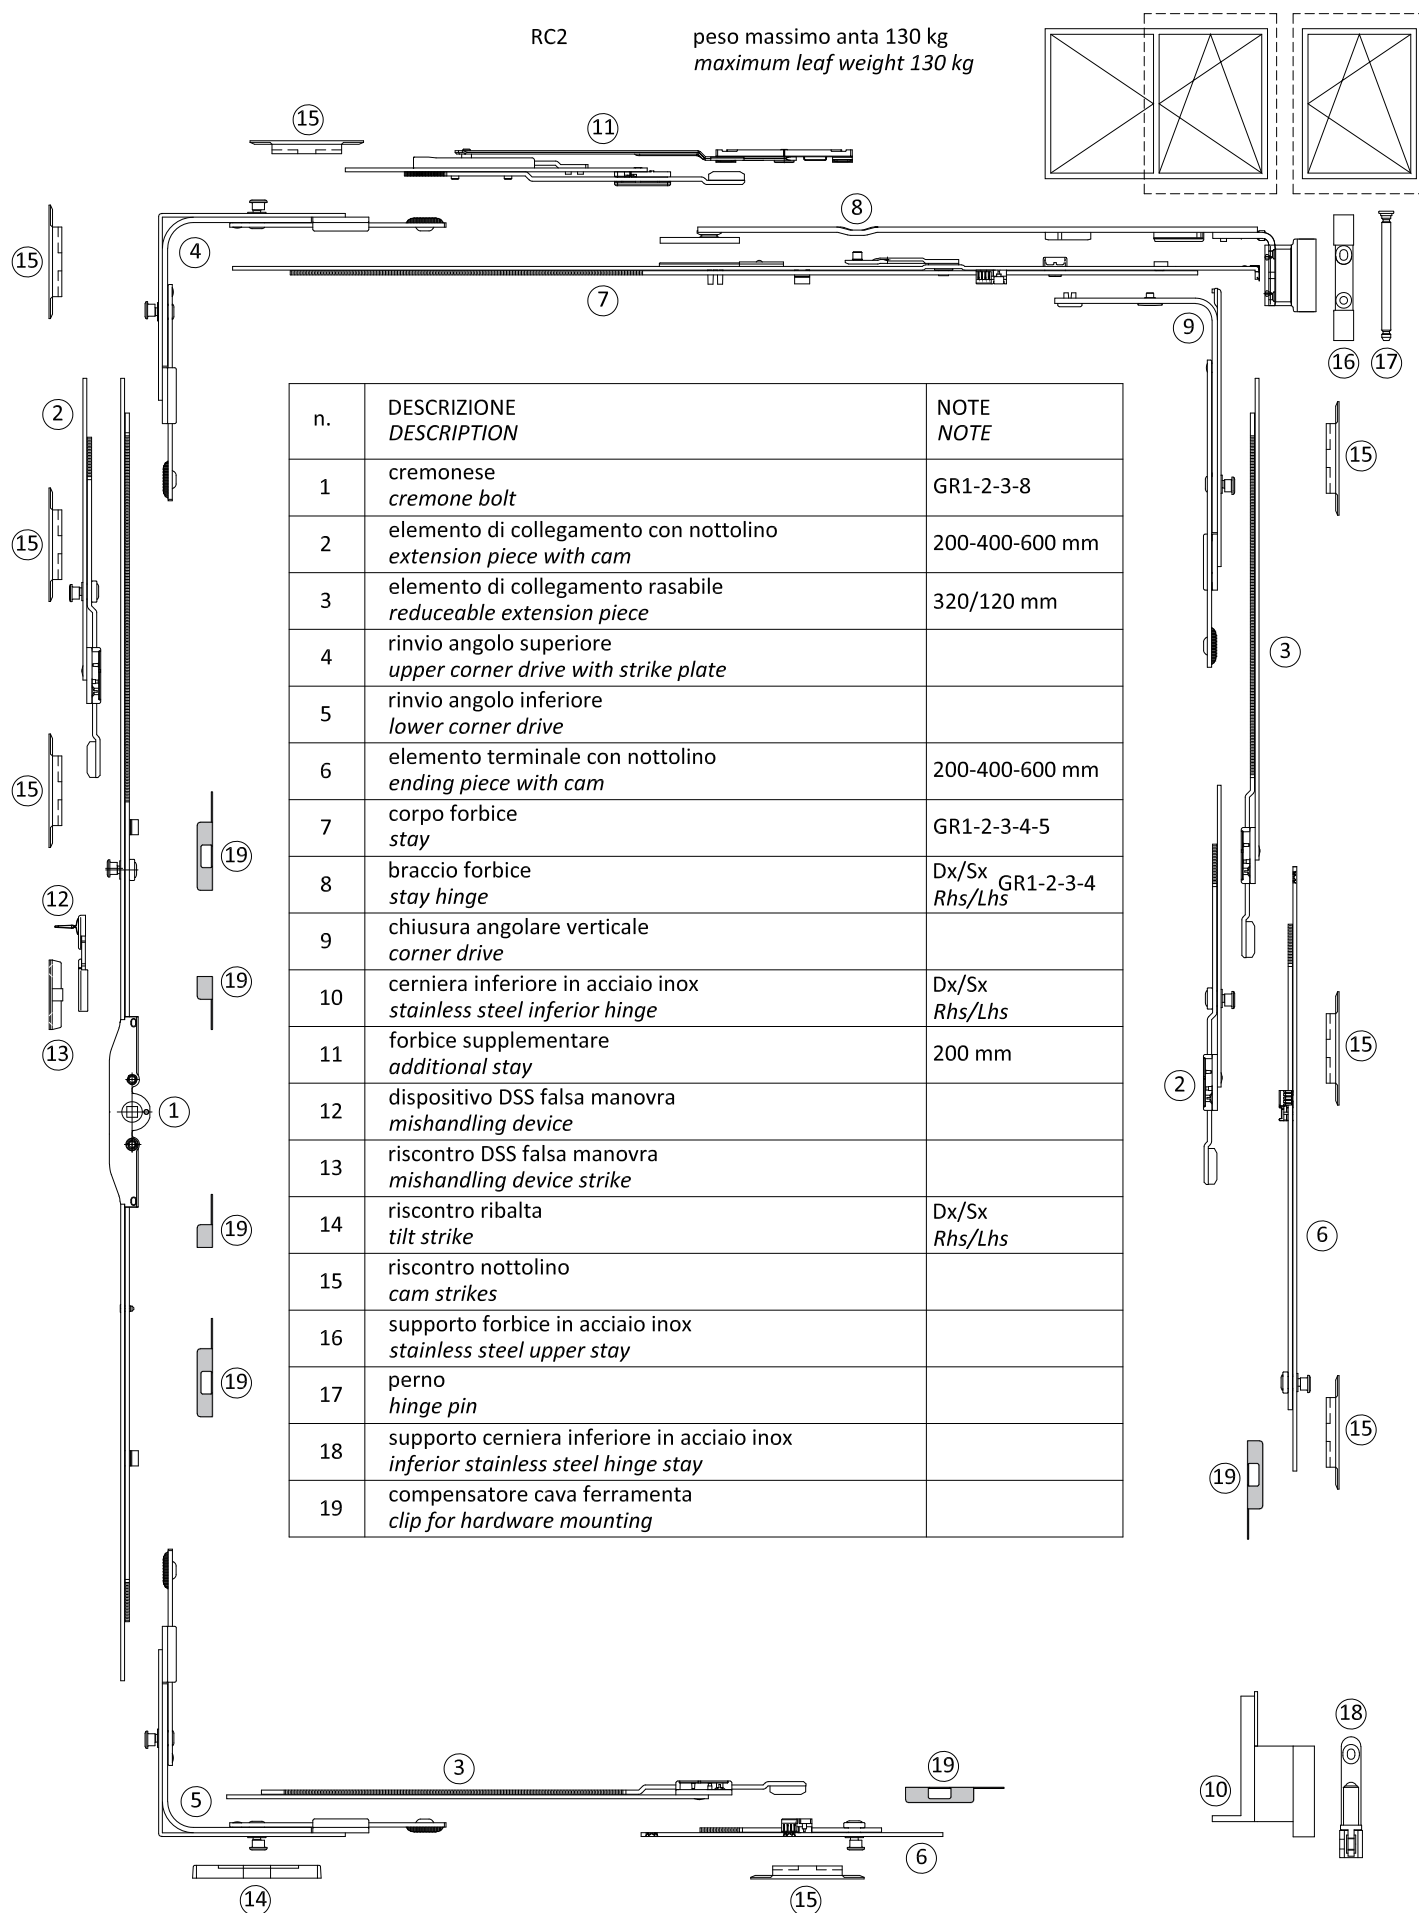 RC2
peso massimo anta 130 kg
maximum leaf weight 130 kg
15
11
8
4
15
7
9
16
17
2
15
15
3
15
19
12
19
13
1
2
15
19
6
19
15
19
n.
DESCRIZIONE
DESCRIPTION
NOTE
NOTE
1
cremonese
cremone bolt
GR1-2-3-8
2
elemento di collegamento con nottolino
extension piece with cam
200-400-600 mm
3
elemento di collegamento rasabile
reduceable extension piece
320/120 mm
4
rinvio angolo superiore
upper corner drive with strike plate
5
rinvio angolo inferiore
lower corner drive
6
elemento terminale con nottolino
ending piece with cam
200-400-600 mm
7
corpo forbice
stay
GR1-2-3-4-5
8
braccio forbice
stay hinge
Dx/Sx
Rhs/Lhs GR1-2-3-4
9
chiusura angolare verticale
corner drive
10
cerniera inferiore in acciaio inox
stainless steel inferior hinge
Dx/Sx
Rhs/Lhs
11
forbice supplementare
additional stay
200 mm
12
dispositivo DSS falsa manovra
mishandling device
13
riscontro DSS falsa manovra
mishandling device strike
14
riscontro ribalta
tilt strike
Dx/Sx
Rhs/Lhs
15
riscontro nottolino
cam strikes
16
supporto forbice in acciaio inox
stainless steel upper stay
17
perno
hinge pin
18
supporto cerniera inferiore in acciaio inox
inferior stainless steel hinge stay
19
compensatore cava ferramenta
clip for hardware mounting
18
3
19
10
5
6
14
15